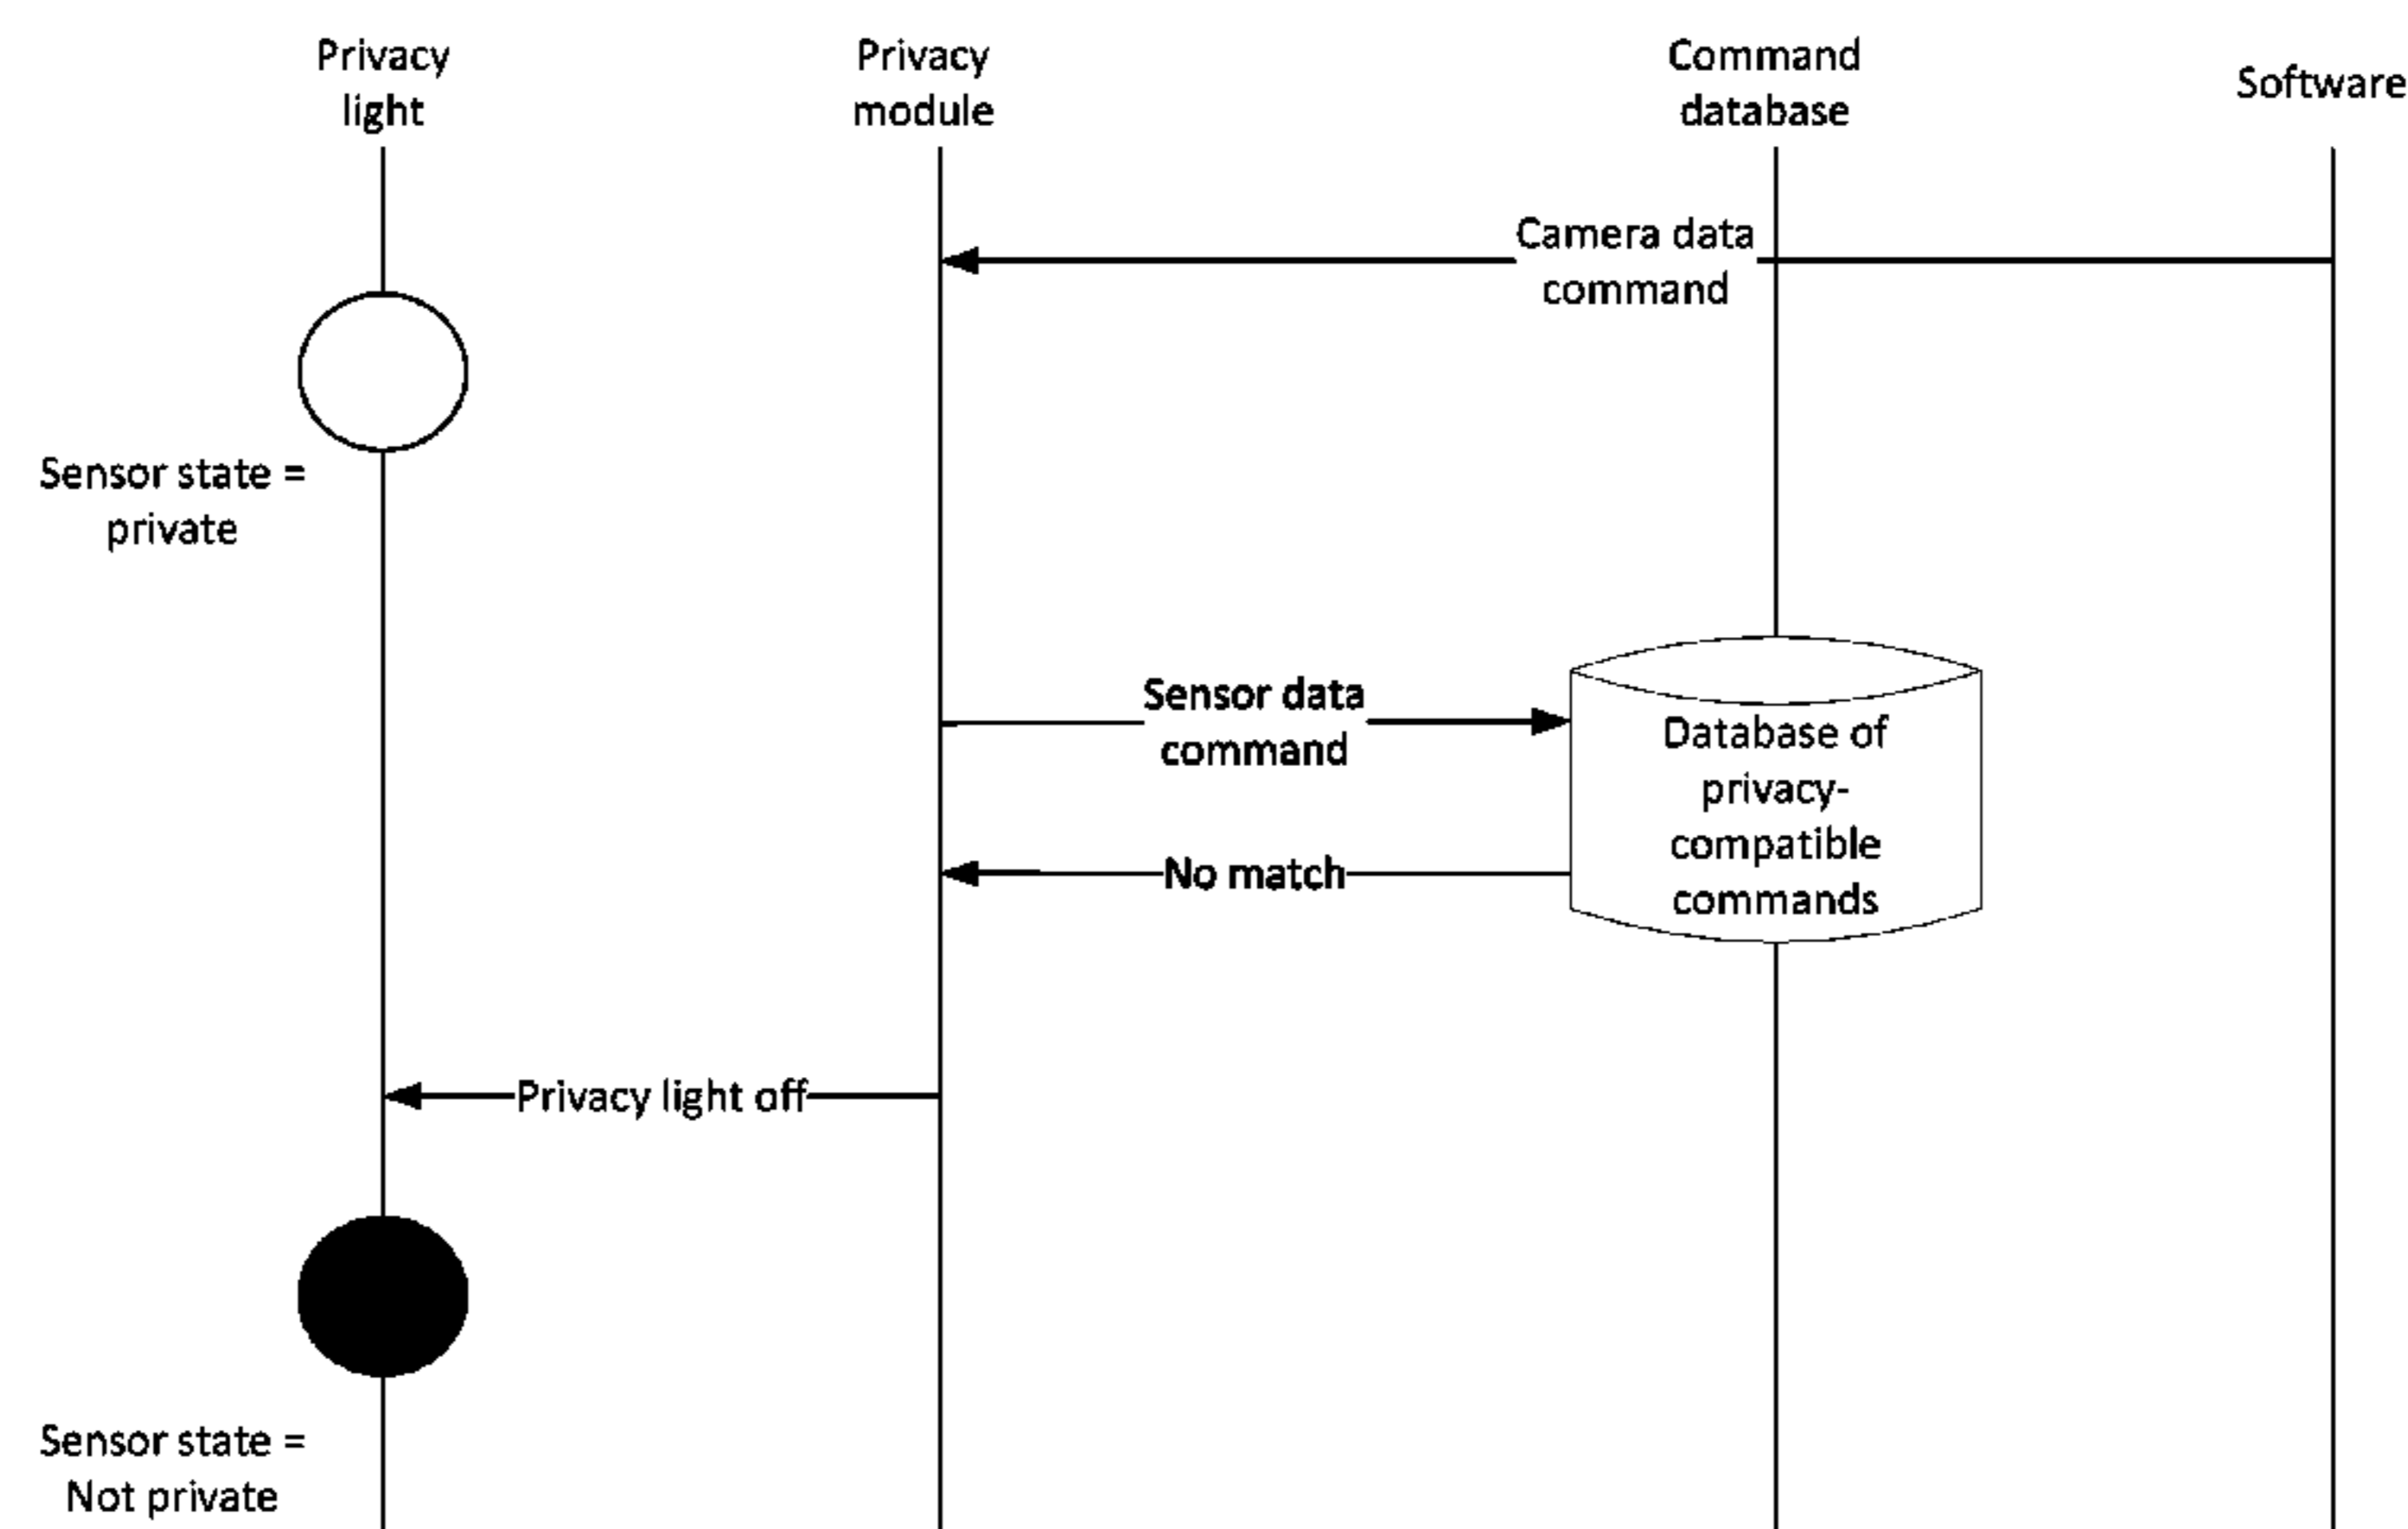 Privacy
light
Privacy
module
Command
database
Software
Camera data
command
Sensor state =
private
Sensor data
command
Database of
privacy-
compatible
commands
No match
Privacy light off
Sensor state =
Not private